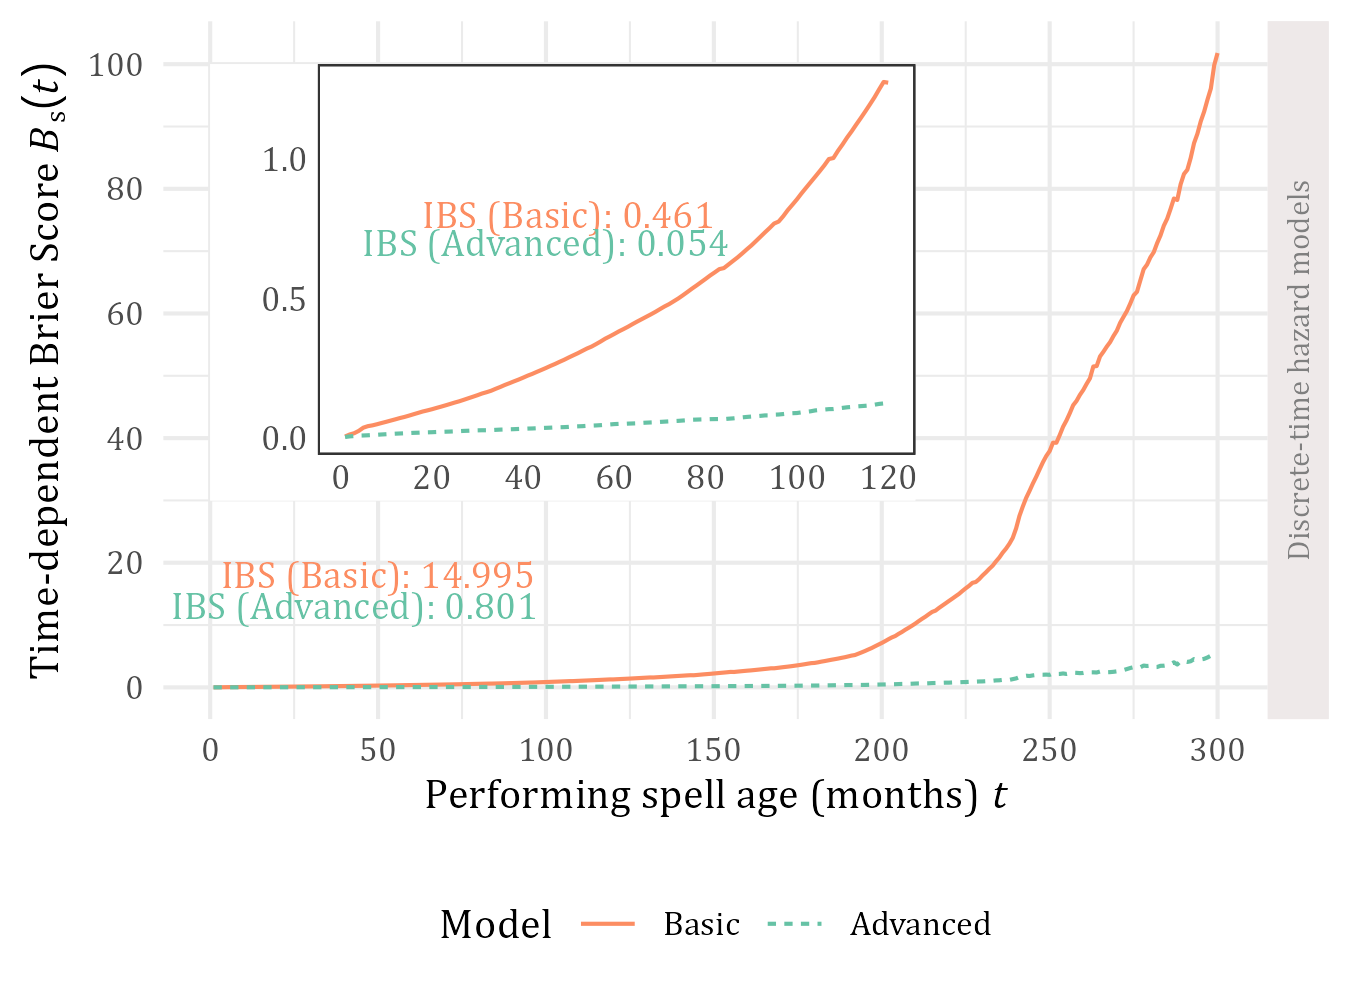 Time-dependent Brier Score Bs(t)
100
80
60
40
20
0
1.0
0.5
0.0
IBS (Basic): 0.461
IBS (Advanced): 0.054
0 20 40 60 80 100 120
IBS (Basic): 14.995
IBS (Advanced): 0.801
Discrete-time hazard models
0 50 100 150 200 250 300
Performing spell age (months) t
Model Basic Advanced